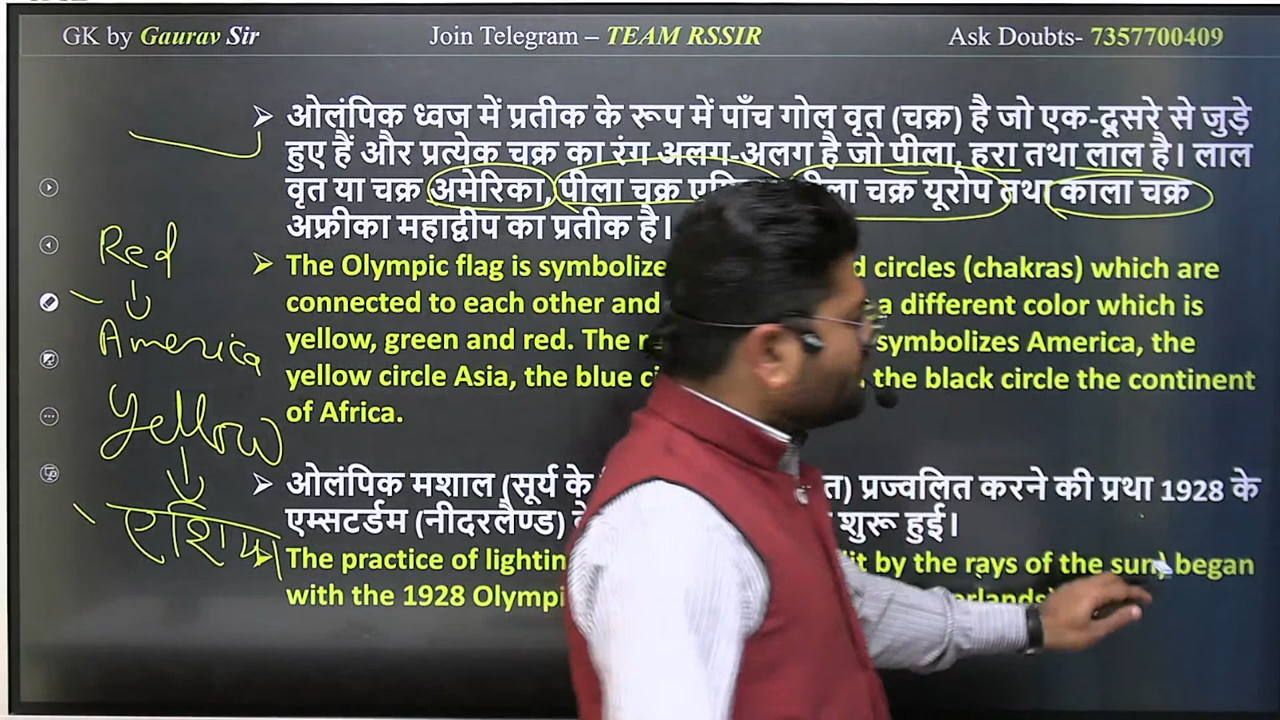 GK by Gaurav Sir
Join Telegram – TEAM RSSIR
Ask Doubts- 7357700409
ओलंपिक ध्वज में प्रतीक के रूप में पाँच गोल वृत (चक्र) है जो एक-दूसरे से जुड़े
हुए हैं और प्रत्येक चक्र का रंग अलग-अलग है जो पीला, हरा तथा लाल है। लाल
वृत या चक्र अमेरिका, पीला चक्र चक्र यूरोप तथा काला चक्र
अफ्रीका महाद्वीप का प्रतीक है।
The Olympic flag is circles (chakras) which are
connected to each other and a different color which is
yellow, green and red. The symbolizes America, the
yellow circle Asia, the blue the black circle the continent
of Africa.
ओलंपिक मशाल (सूर्य के प्रज्वलित करने की प्रथा 1928 के
एम्सटर्डम (नीदरलैण्ड) शुरू हुई।
The practice of by the rays of the sun) began
with the 1928
Red
America
Yellow
एशिया